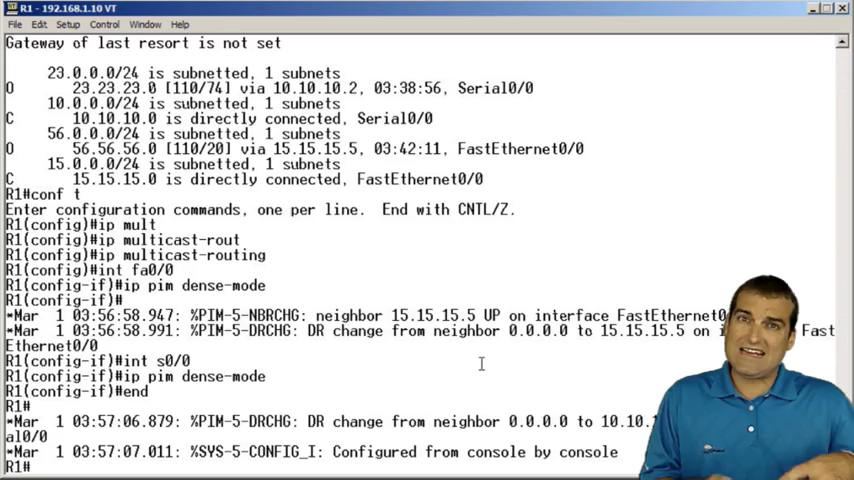 R1 - 192.168.1.10 VT
File Edit Setup Control Window Help
Gateway of last resort is not set
23.0.0.0/24 is subnetted, 1 subnets
O 23.23.23.0 [110/74] via 10.10.10.2, 03:38:56, Serial0/0
10.0.0.0/24 is subnetted, 1 subnets
C 10.10.10.0 is directly connected, Serial0/0
56.0.0.0/24 is subnetted, 1 subnets
O 56.56.56.0 [110/20] via 15.15.15.5, 03:42:11, FastEthernet0/0
15.0.0.0/24 is subnetted, 1 subnets
C 15.15.15.0 is directly connected, FastEthernet0/0
R1#conf t
Enter configuration commands, one per line. End with CNTL/Z.
R1(config)#ip mult
R1(config)#ip multicast-rout
R1(config)#ip multicast-routing
R1(config)#int fa0/0
R1(config-if)#ip pim dense-mode
R1(config-if)#
*Mar 1 03:56:58.947: %PIM-5-NBRCHG: neighbor 15.15.15.5 UP on interface FastEthernet0
*Mar 1 03:56:58.991: %PIM-5-DRCHG: DR change from neighbor 0.0.0.0 to 15.15.15.5 on i Fast
Ethernet0/0
R1(config-if)#int s0/0
R1(config-if)#ip pim dense-mode
R1(config-if)#end
R1#
*Mar 1 03:57:06.879: %PIM-5-DRCHG: DR change from neighbor 0.0.0.0 to 10.10.1
al0/0
*Mar 1 03:57:07.011: %SYS-5-CONFIG_I: Configured from console by console
R1#